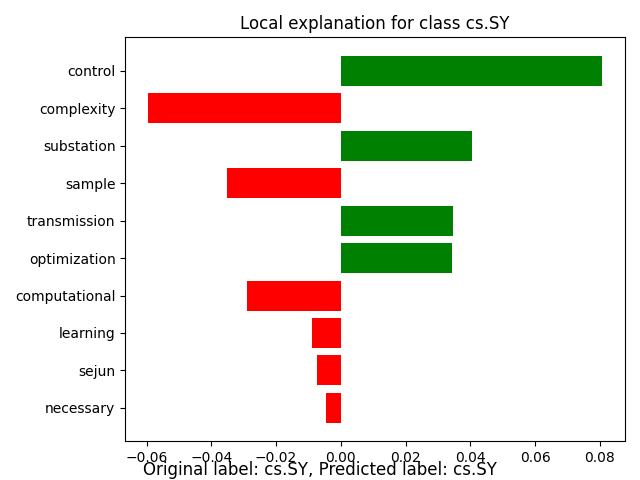 Local explanation for class cs.SY
control
complexity
substation
sample
transmission
optimization
computational
learning
sejun
necessary
−0.06 −0.04 −0.02 0.00 0.02 0.04 0.06 0.08
Original label: cs.SY, Predicted label: cs.SY